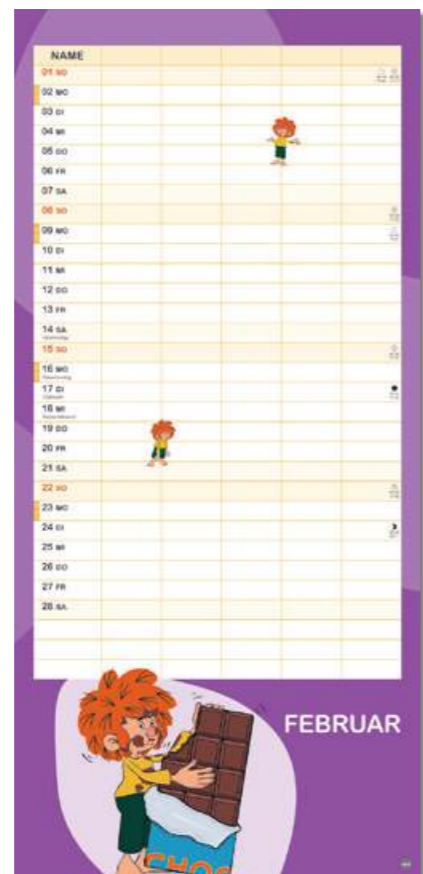 NAME
01 SO
02 MO
03 DI
04 MI
05 DO
06 FR
07 SA
08 SO
09 MO
10 DI
11 MI
12 DO
13 FR
14 SA
15 SO
16 MO
17 DI
18 MI
19 DO
20 FR
21 SA
22 SO
23 MO
24 DI
25 MI
26 DO
27 FR
28 SA
FEBRUAR
CHOC